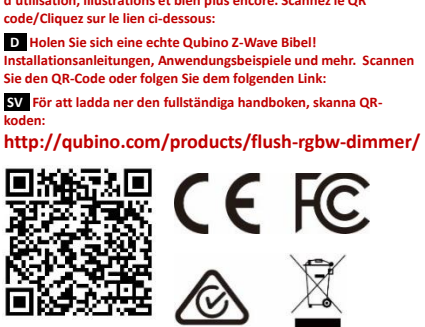 d'utilisation, illustrations et bien plus encore. Scannez le QR
code/Cliquez sur le lien ci-dessous:
D Holen Sie sich eine echte Qubino Z-Wave Bibel!
Installationsanleitungen, Anwendungsbeispiele und mehr. Scannen
Sie den QR-Code oder folgen Sie dem folgenden Link:
SV För att ladda ner den fullständiga handboken, skanna QR-
koden:
http://qubino.com/products/flush-rgbw-dimmer/
CE FC